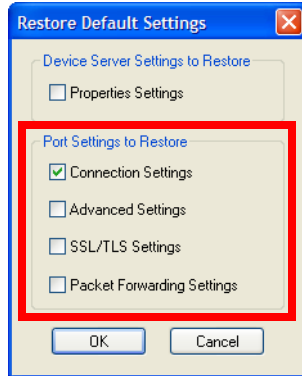 Restore Default Settings
Device Server Settings to Restore
Properties Settings
Port Settings to Restore
Connection Settings
Advanced Settings
SSL/TLS Settings
Packet Forwarding Settings
OK
Cancel